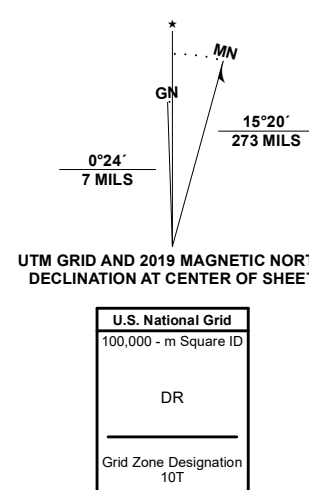 ★
MN
GN
15°20´
273 MILS
0°24´
7 MILS
UTM GRID AND 2019 MAGNETIC NORT
DECLINATION AT CENTER OF SHEET
U.S. National Grid
100,000 - m Square ID
DR
Grid Zone Designation
10T